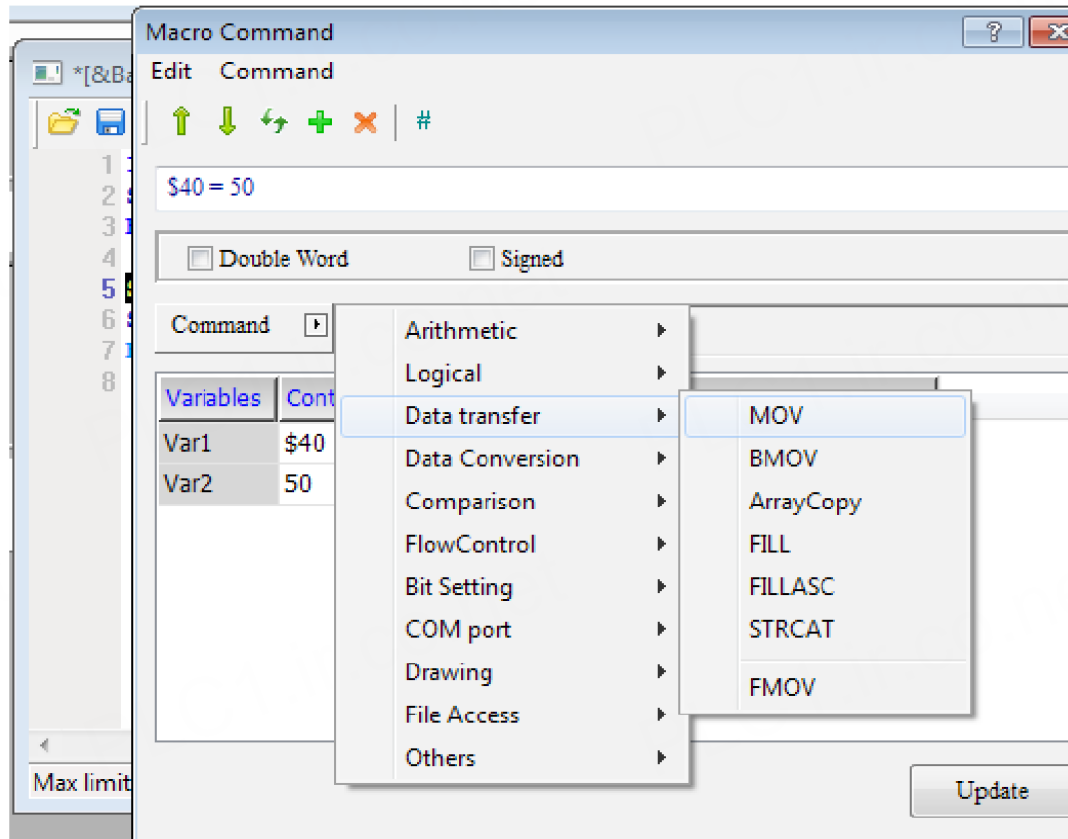 Macro Command
*[&Ba
Edit Command
#
1
$40 = 50
2
3
Double Word Signed
4
5
6
Command
7
8
Arithmetic
Logical
Data transfer
Data Conversion
Comparison
FlowControl
Bit Setting
COM port
Drawing
File Access
Others
MOV
BMOV
ArrayCopy
FILL
FILLASC
STRCAT
FMOV
Variables Cont
Var1 $40
Var2 50
Max limit
Update